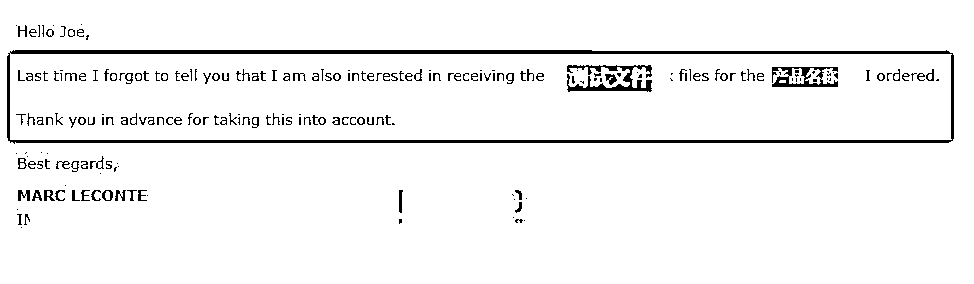 Hello Joe,
Last time I forgot to tell you that I am also interested in receiving the 测试文件 : files for the 产品名称 I ordered.
Thank you in advance for taking this into account.
Best regards,
MARC LECONTE